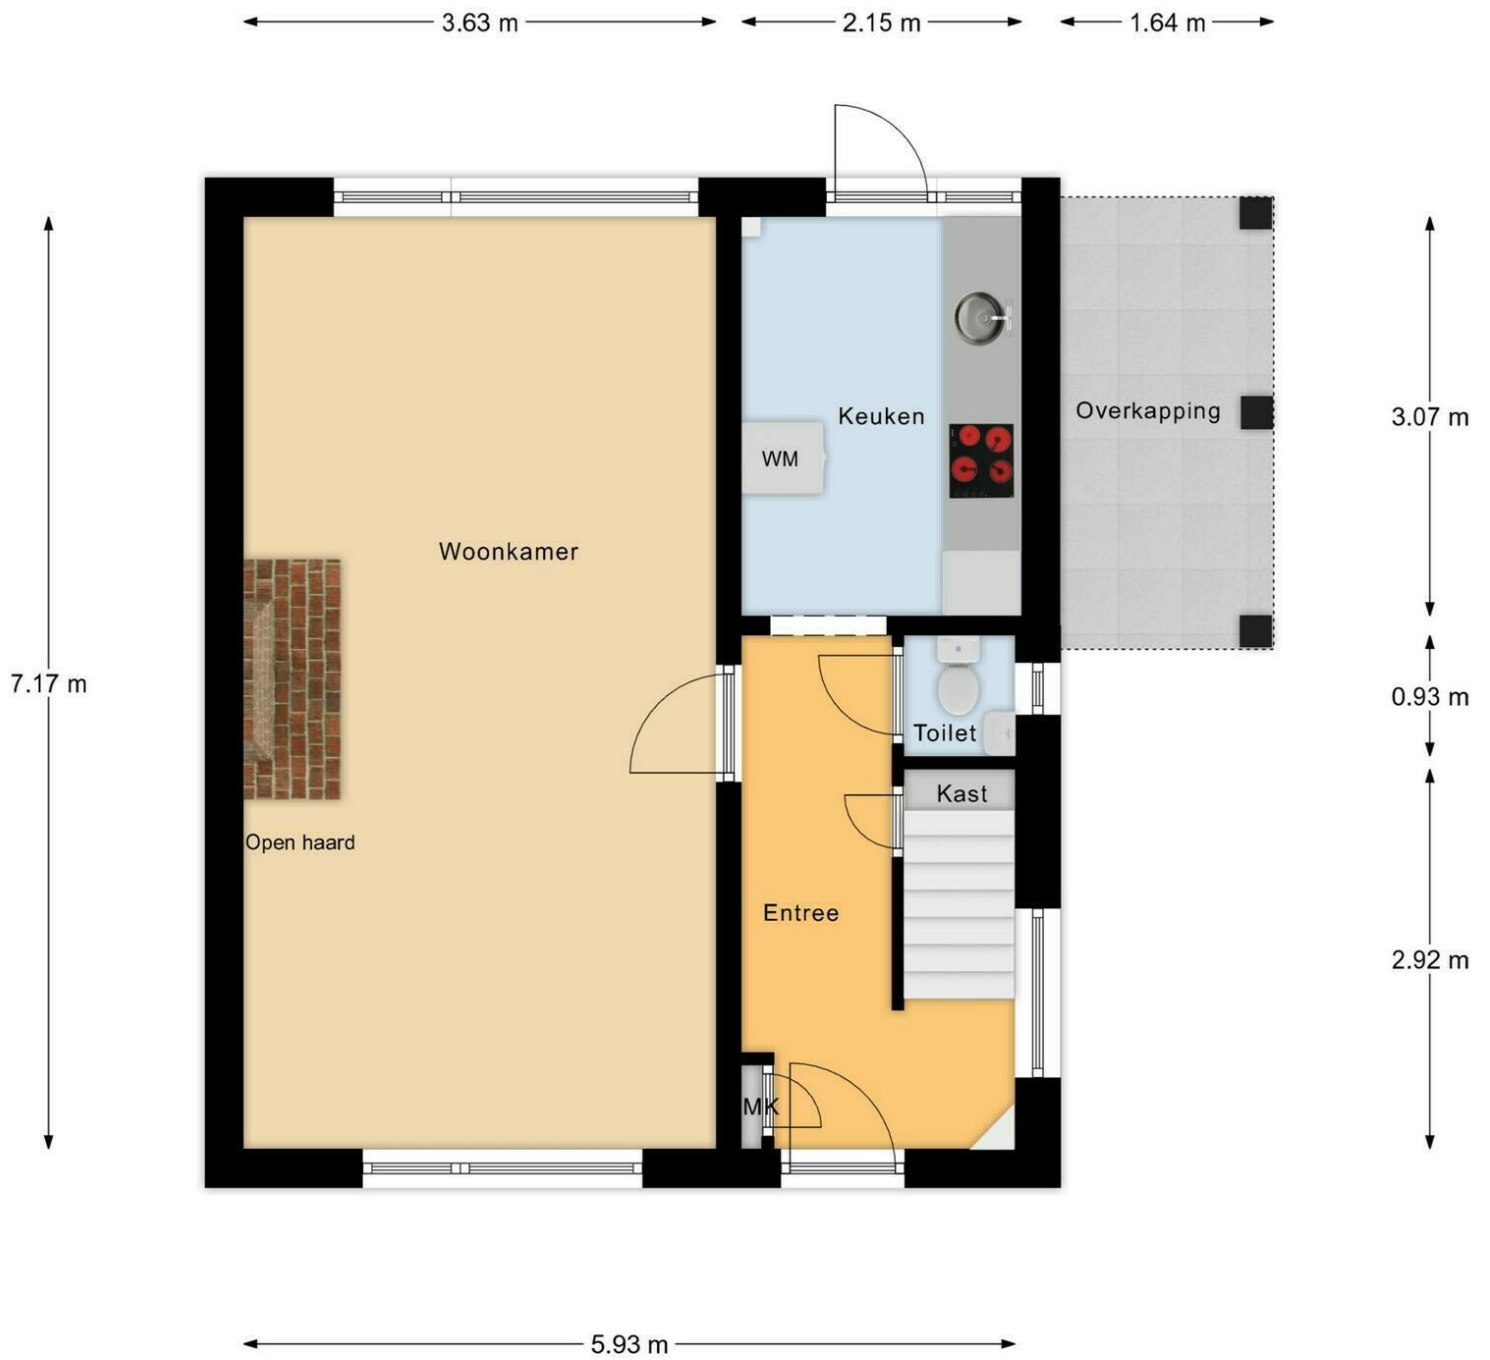 3.63 m
2.15 m
1.64 m
Keuken
Overkapping
3.07 m
WM
Woonkamer
7.17 m
0.93 m
Toilet
Kast
Open haard
Entree
2.92 m
MK
5.93 m